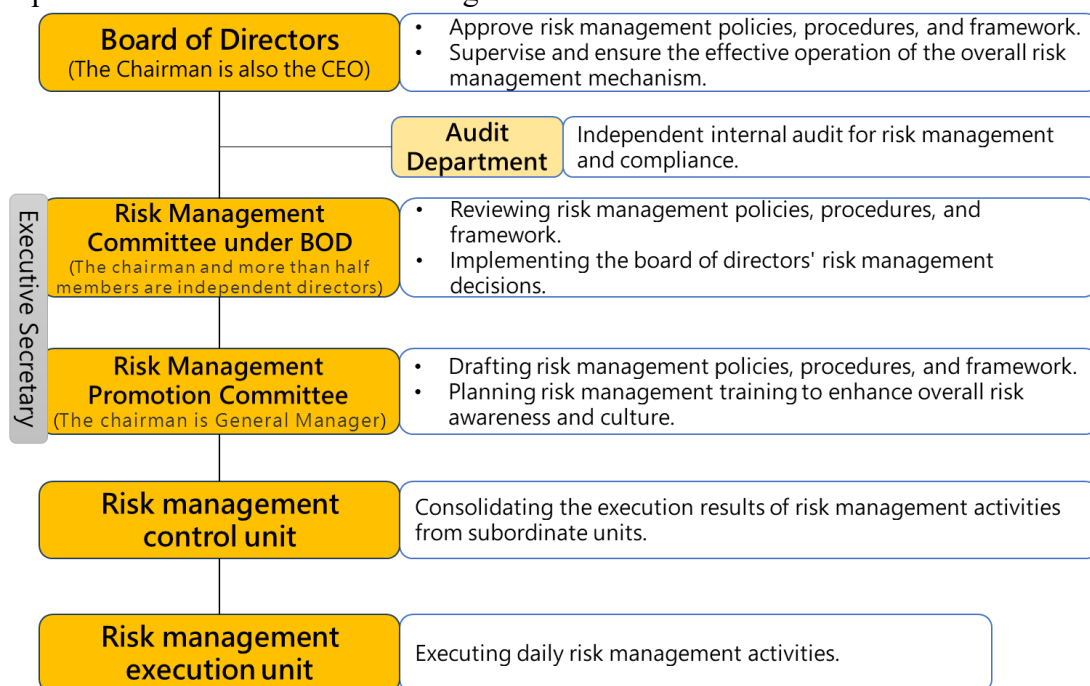 Board of Directors
(The Chairman is also the CEO)
• Approve risk management policies, procedures, and framework.
• Supervise and ensure the effective operation of the overall risk
management mechanism.
Audit
Department
Independent internal audit for risk management
and compliance.
Executive Secretary
Risk Management
Committee under BOD
(The chairman and more than half
members are independent directors)
• Reviewing risk management policies, procedures, and
framework.
• Implementing the board of directors' risk management
decisions.
Risk Management
Promotion Committee
(The chairman is General Manager)
• Drafting risk management policies, procedures, and framework.
• Planning risk management training to enhance overall risk
awareness and culture.
Risk management
control unit
Consolidating the execution results of risk management activities
from subordinate units.
Risk management
execution unit
Executing daily risk management activities.